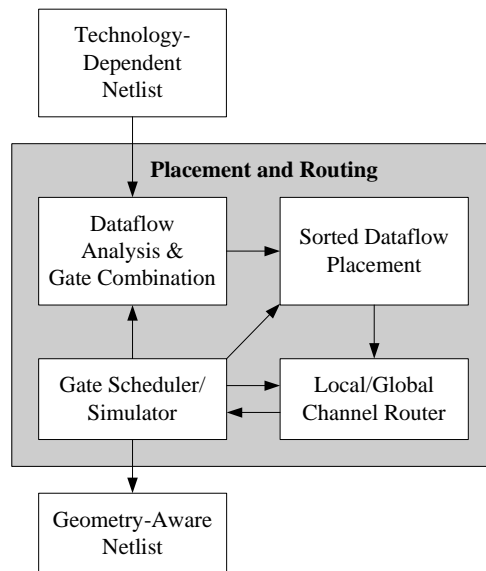 Technology-
Dependent
Netlist
Placement and Routing
Dataflow
Analysis &
Gate Combination
Sorted Dataflow
Placement
Gate Scheduler/
Simulator
Local/Global
Channel Router
Geometry-Aware
Netlist